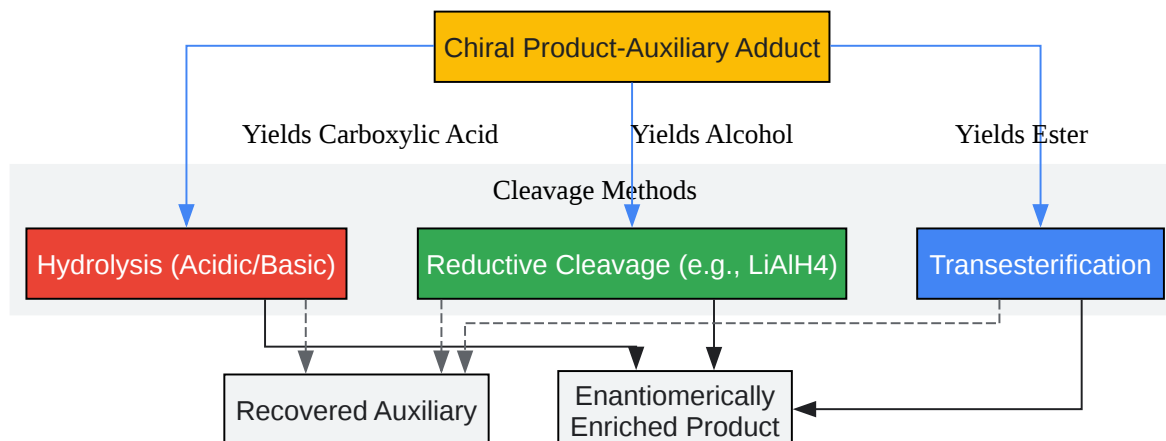 Chiral Product-Auxiliary Adduct
Yields Carboxylic Acid
Yields Alcohol
Yields Ester
Cleavage Methods
Hydrolysis (Acidic/Basic)
Reductive Cleavage (e.g., LiAlH4)
Transesterification
Recovered Auxiliary
Enantiomerically
Enriched Product